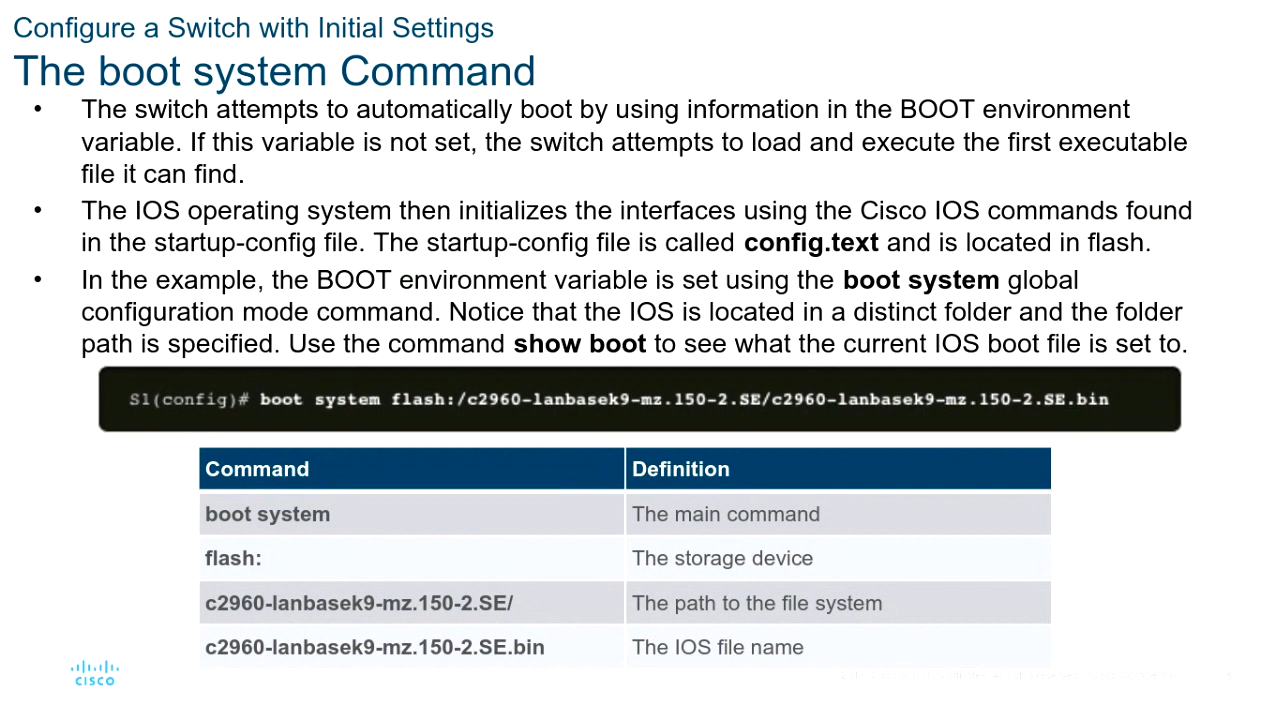 Configure a Switch with Initial Settings
The boot system Command
• The switch attempts to automatically boot by using information in the BOOT environment
variable. If this variable is not set, the switch attempts to load and execute the first executable
file it can find.
• The IOS operating system then initializes the interfaces using the Cisco IOS commands found
in the startup-config file. The startup-config file is called config.text and is located in flash.
• In the example, the BOOT environment variable is set using the boot system global
configuration mode command. Notice that the IOS is located in a distinct folder and the folder
path is specified. Use the command show boot to see what the current IOS boot file is set to.
S1(config)# boot system flash:/c2960-lanbasek9-mz.150-2.SE/c2960-lanbasek9-mz.150-2.SE.bin
Command Definition
boot system The main command
flash: The storage device
c2960-lanbasek9-mz.150-2.SE/ The path to the file system
c2960-lanbasek9-mz.150-2.SE.bin The IOS file name
CISCO